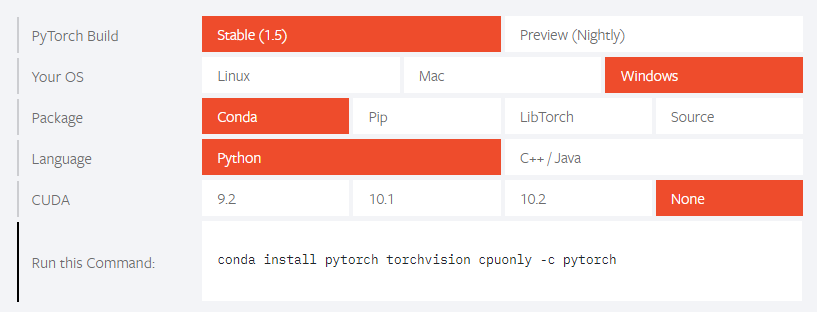 PyTorch Build Stable (1.5) Preview (Nightly)
Your OS Linux Mac Windows
Package Conda Pip LibTorch Source
Language Python C++ / Java
CUDA 9.2 10.1 10.2 None
Run this Command: conda install pytorch torchvision cpuonly -c pytorch